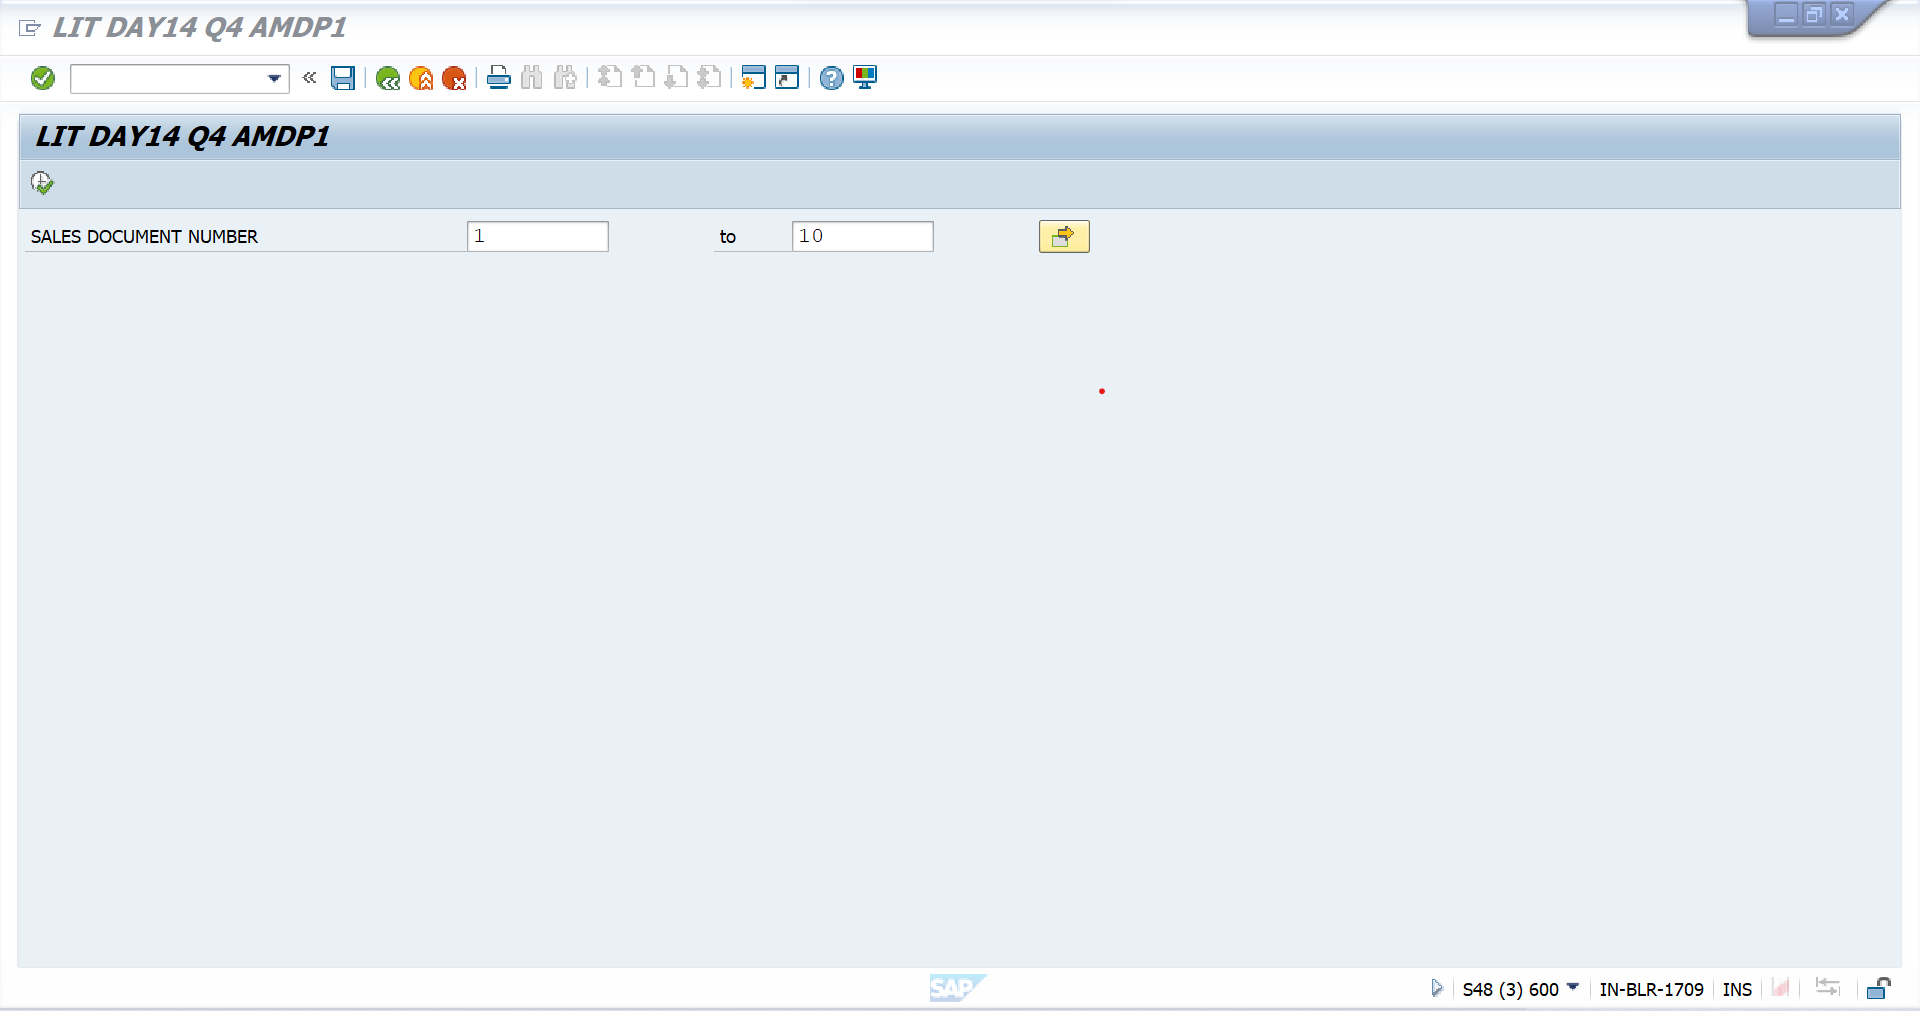 LIT DAY14 Q4 AMDP1
LIT DAY14 Q4 AMDP1
SALES DOCUMENT NUMBER 1 to 10
SAP S48 (3) 600 IN-BLR-1709 INS